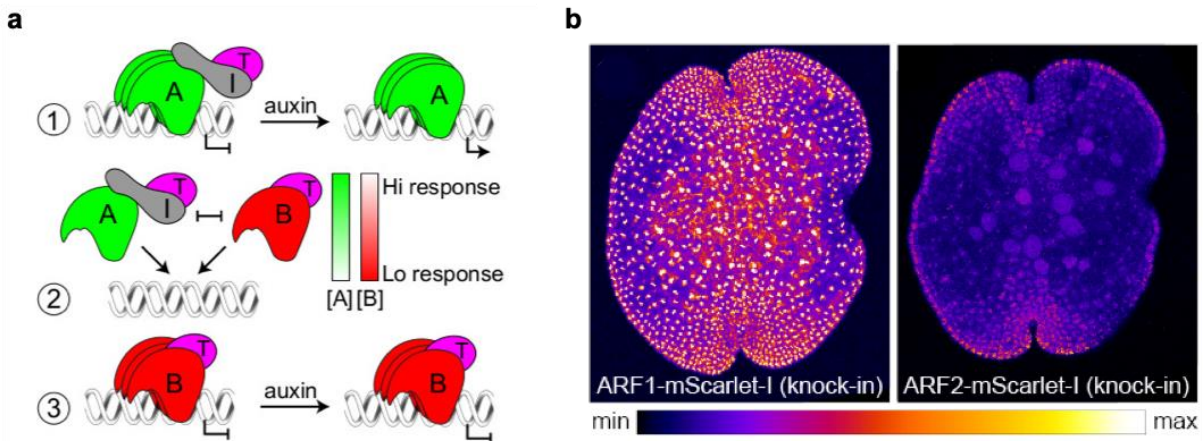 a
T
I
A
auxin
A
1
T
I
A
T
B
Hi response
Lo response
[A] [B]
2
T
B
auxin
T
B
3
b
ARF1-mScarlet-I (knock-in)
ARF2-mScarlet-I (knock-in)
min
max